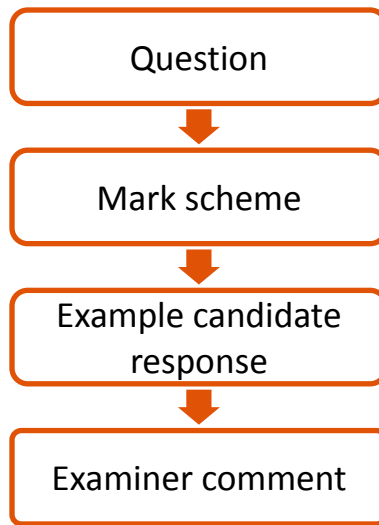 Question
Mark scheme
Example candidate
response
Examiner comment